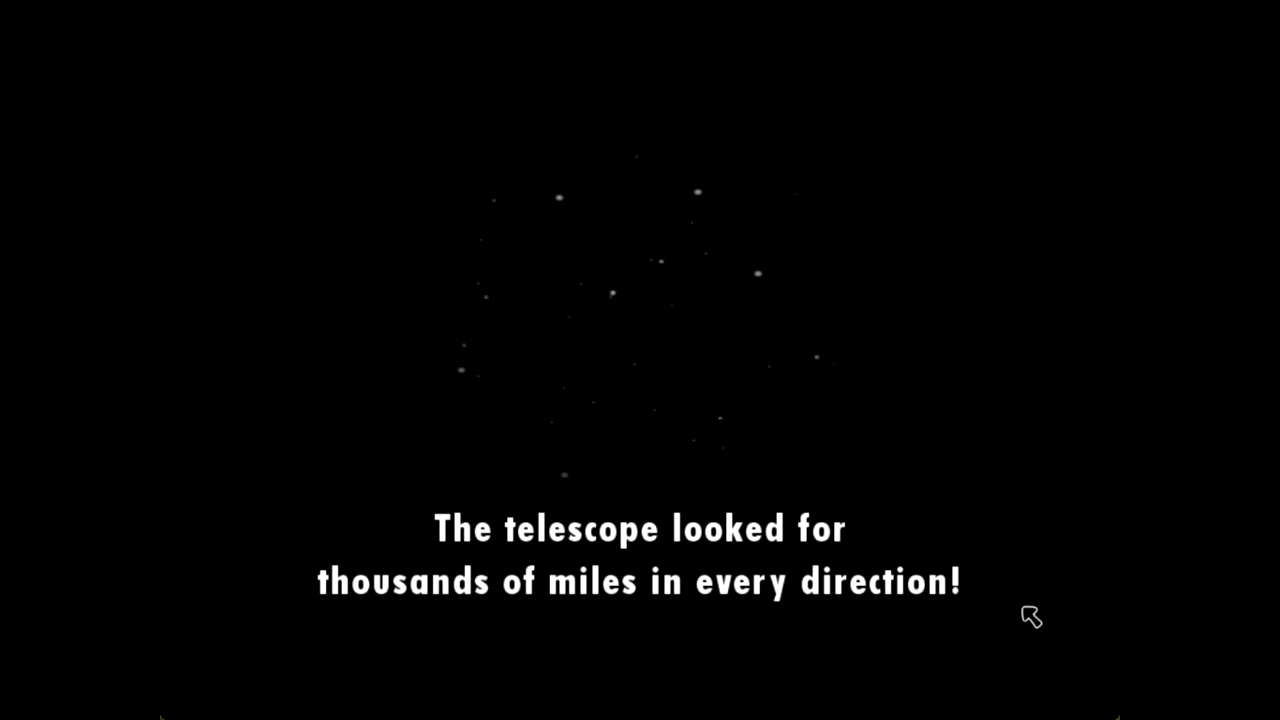 The telescope looked for
thousands of miles in every direction!